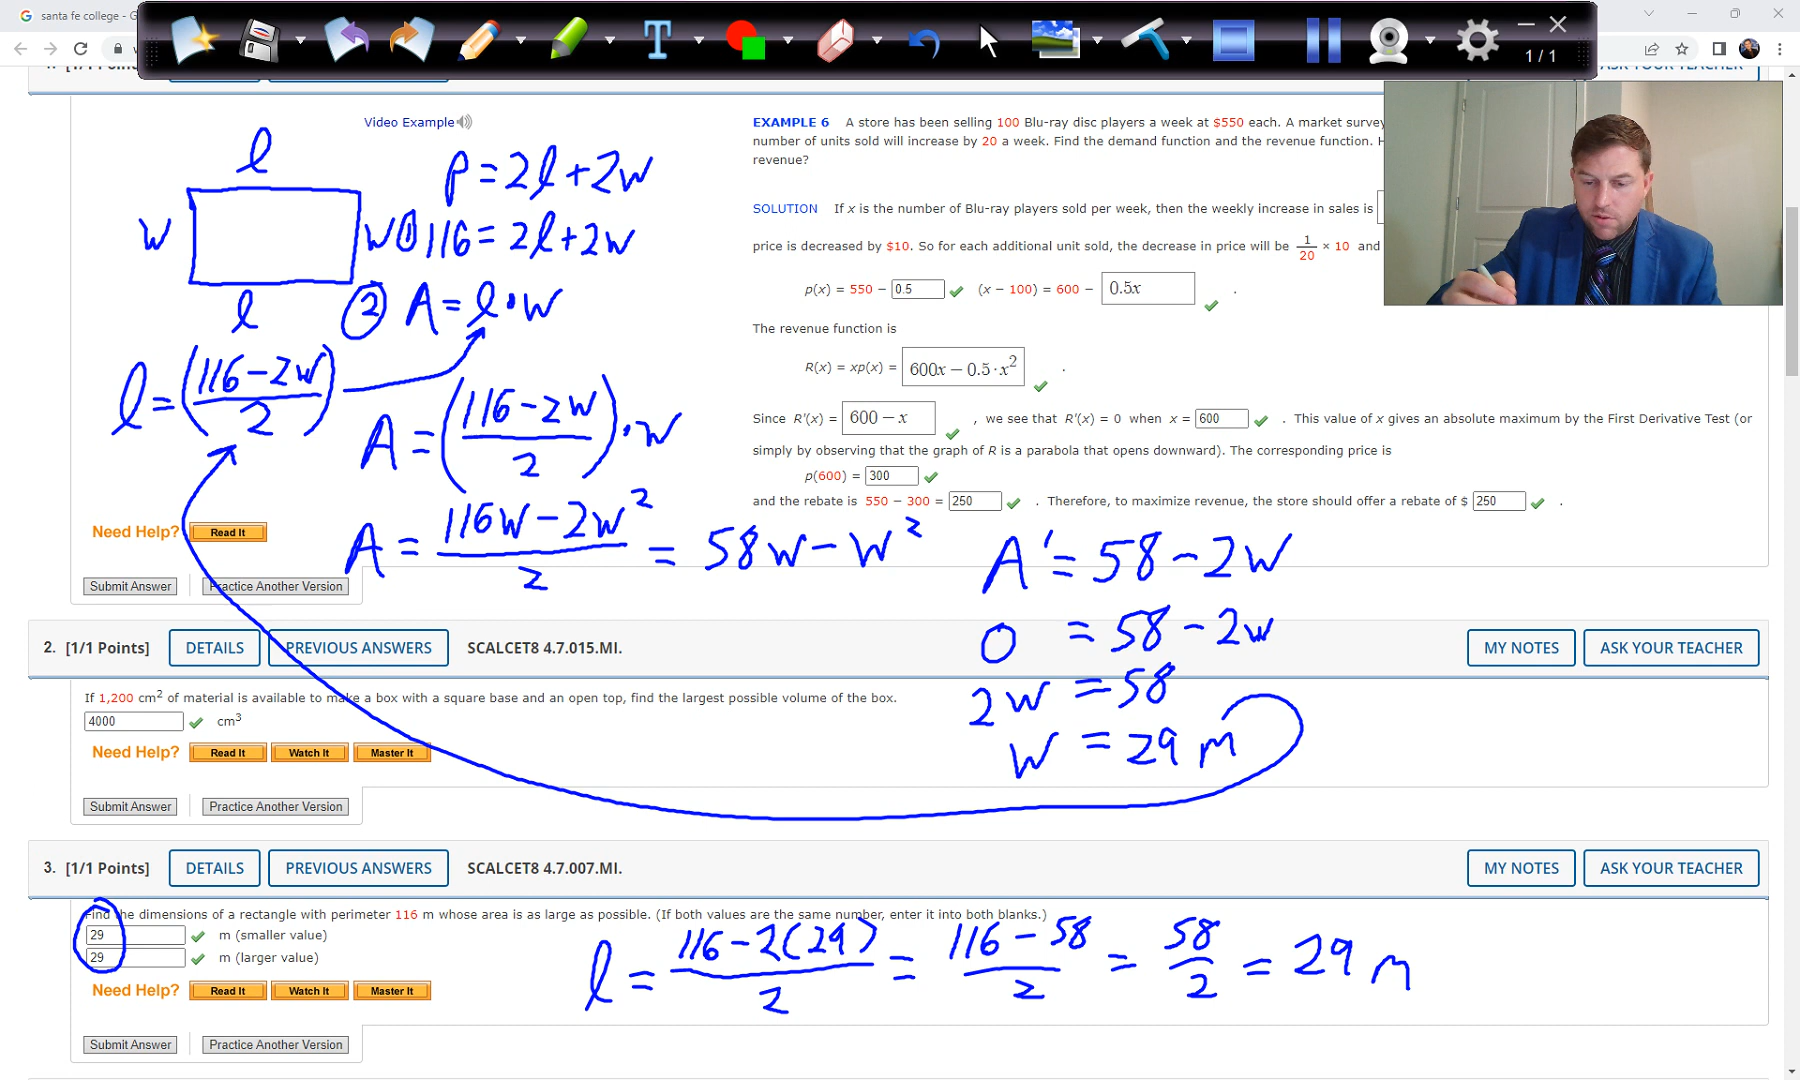 santa fe college - G
1 / 1
Video Example
EXAMPLE 6 A store has been selling 100 Blu-ray disc players a week at $550 each. A market survey
number of units sold will increase by 20 a week. Find the demand function and the revenue function. H
revenue?
SOLUTION If x is the number of Blu-ray players sold per week, then the weekly increase in sales is
price is decreased by $10. So for each additional unit sold, the decrease in price will be 1/20 × 10 and
p(x) = 550 − 0.5 (x − 100) = 600 − 0.5x .
The revenue function is
R(x) = xp(x) = 600x − 0.5·x² .
Since R′(x) = 600 − x , we see that R′(x) = 0 when x = 600 . This value of x gives an absolute maximum by the First Derivative Test (or
simply by observing that the graph of R is a parabola that opens downward). The corresponding price is
p(600) = 300
and the rebate is 550 − 300 = 250 . Therefore, to maximize revenue, the store should offer a rebate of $ 250 .
l
w
w
l
P = 2l + 2w
① 116 = 2l + 2w
② A = l · w
l = (116 − 2w / 2)
A = (116 − 2w / 2) · w
A = 116w − 2w² / 2 = 58w − w²
A′ = 58 − 2w
0 = 58 − 2w
2w = 58
w = 29 m
Need Help? Read It
Submit Answer Practice Another Version
2. [1/1 Points] DETAILS PREVIOUS ANSWERS SCALCET8 4.7.015.MI. MY NOTES ASK YOUR TEACHER
If 1,200 cm² of material is available to make a box with a square base and an open top, find the largest possible volume of the box.
4000 cm³
Need Help? Read It Watch It Master It
Submit Answer Practice Another Version
3. [1/1 Points] DETAILS PREVIOUS ANSWERS SCALCET8 4.7.007.MI. MY NOTES ASK YOUR TEACHER
Find the dimensions of a rectangle with perimeter 116 m whose area is as large as possible. (If both values are the same number, enter it into both blanks.)
29 m (smaller value)
29 m (larger value)
l = 116 − 2(29) / 2 = 116 − 58 / 2 = 58 / 2 = 29 m
Need Help? Read It Watch It Master It
Submit Answer Practice Another Version